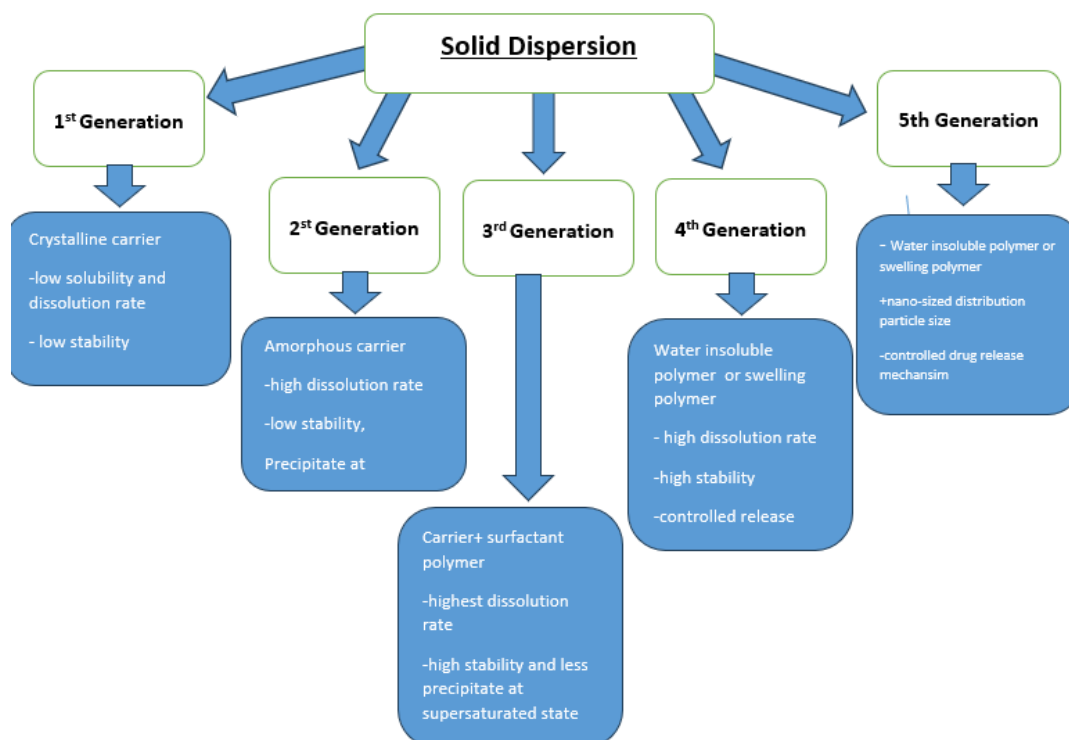 Solid Dispersion
1st Generation
Crystalline carrier
-low solubility and
dissolution rate
- low stability
2st Generation
Amorphous carrier
-high dissolution rate
-low stability,
Precipitate at
3rd Generation
Carrier+ surfactant
polymer
-highest dissolution
rate
-high stability and less
precipitate at
supersaturated state
4th Generation
Water insoluble
polymer or swelling
polymer
- high dissolution rate
-high stability
-controlled release
5th Generation
- Water insoluble polymer or
swelling polymer
+nano-sized distribution
particle size
-controlled drug release
mechansim